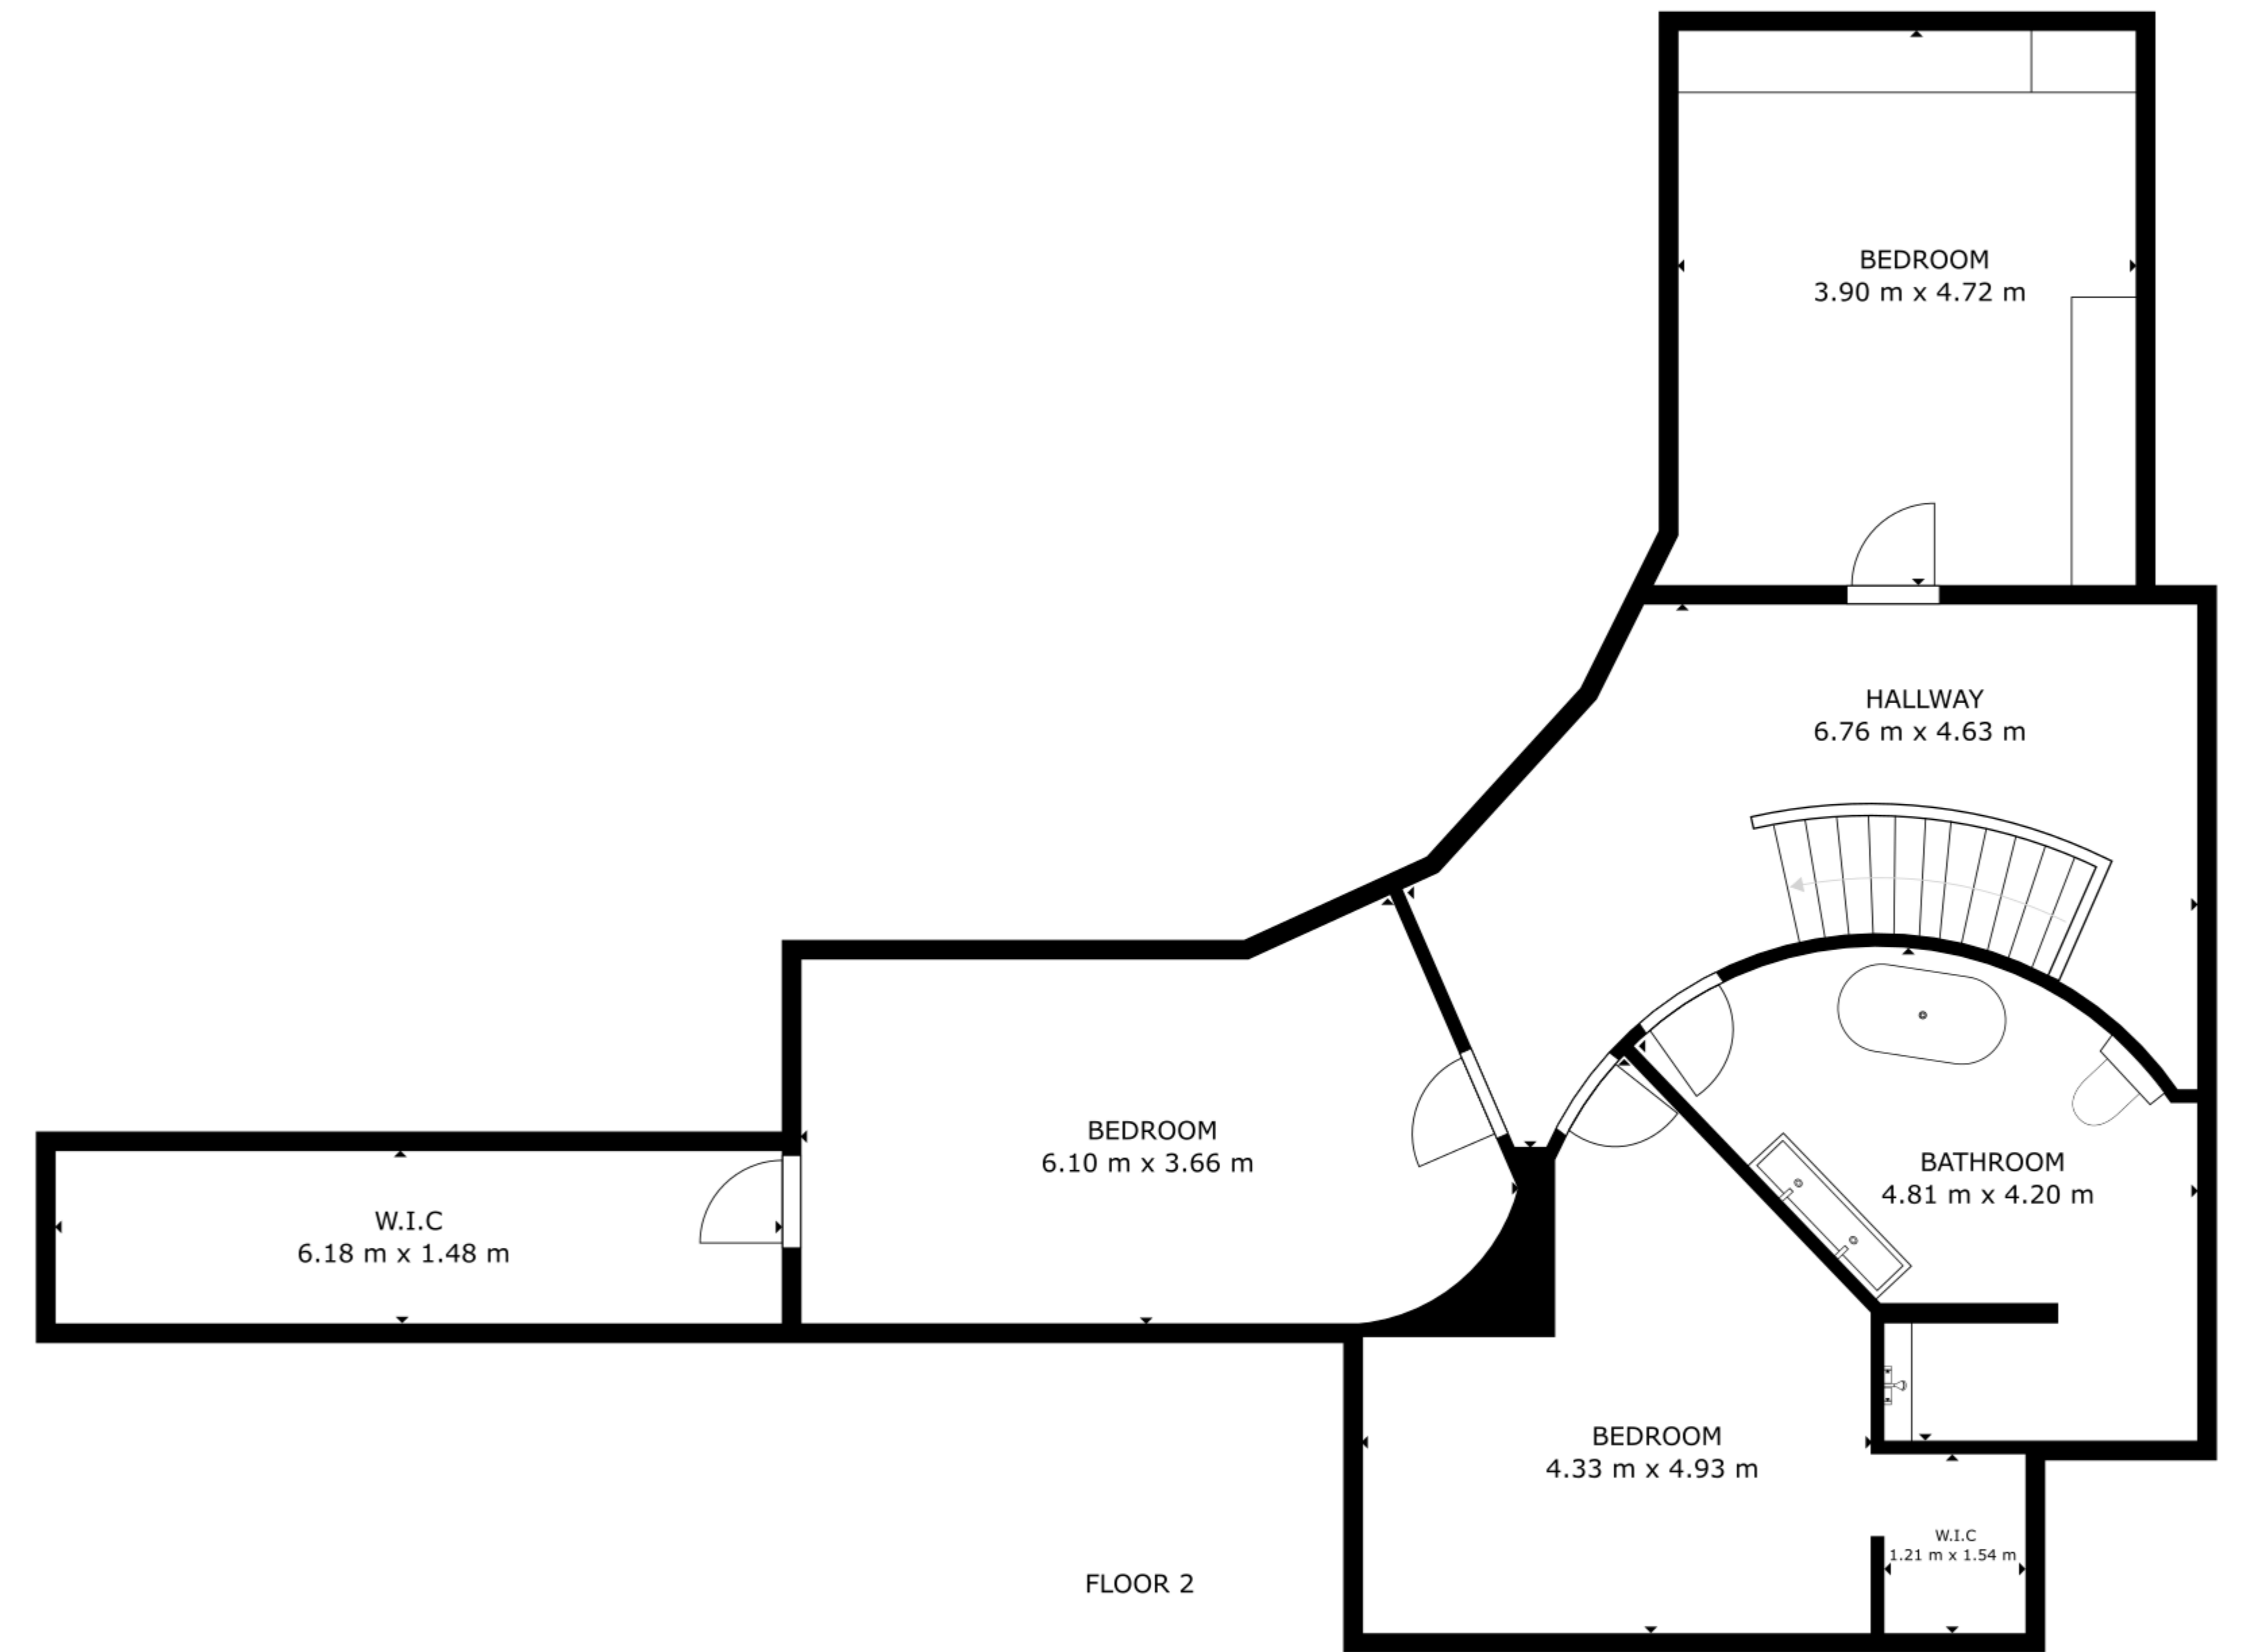 BEDROOM
3.90 m x 4.72 m
HALLWAY
6.76 m x 4.63 m
BEDROOM
6.10 m x 3.66 m
BATHROOM
4.81 m x 4.20 m
W.I.C
6.18 m x 1.48 m
BEDROOM
4.33 m x 4.93 m
W.I.C
1.21 m x 1.54 m
FLOOR 2